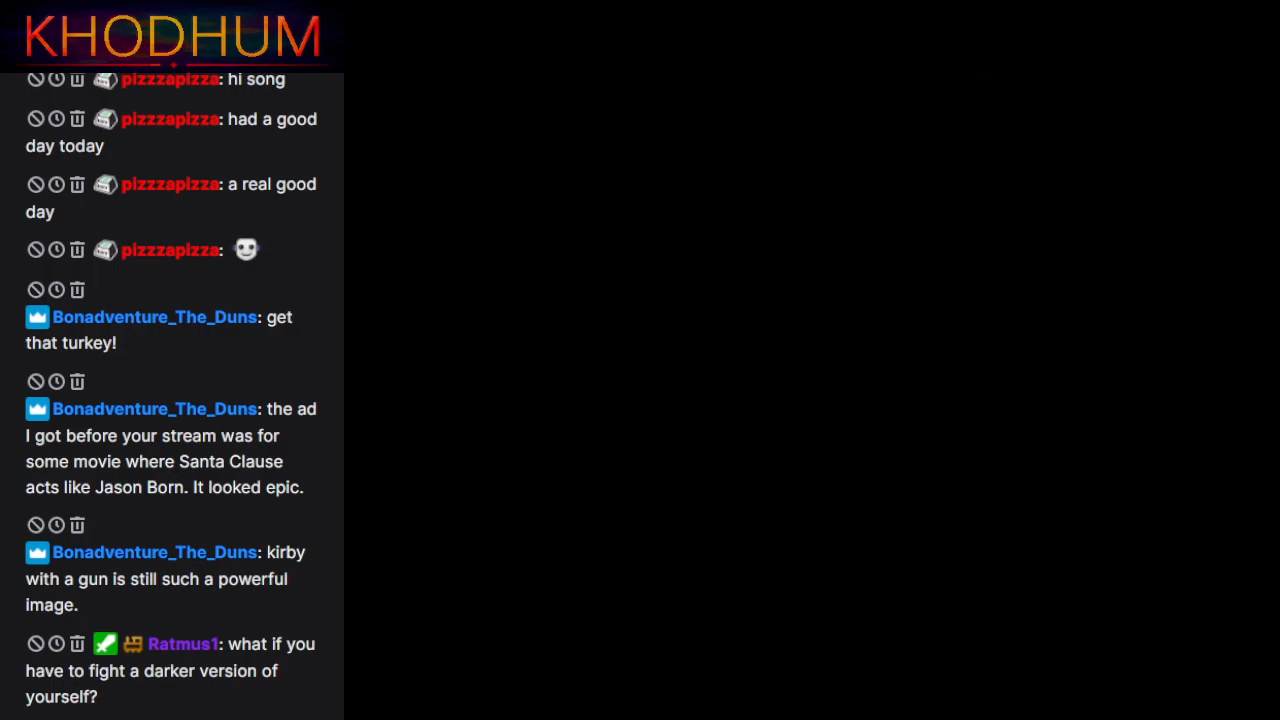 KHODHUM
pizzzapizza: hi song
pizzzapizza: had a good
day today
pizzzapizza: a real good
day
pizzzapizza:
Bonadventure_The_Duns: get
that turkey!
Bonadventure_The_Duns: the ad
I got before your stream was for
some movie where Santa Clause
acts like Jason Born. It looked epic.
Bonadventure_The_Duns: kirby
with a gun is still such a powerful
image.
Ratmus1: what if you
have to fight a darker version of
yourself?